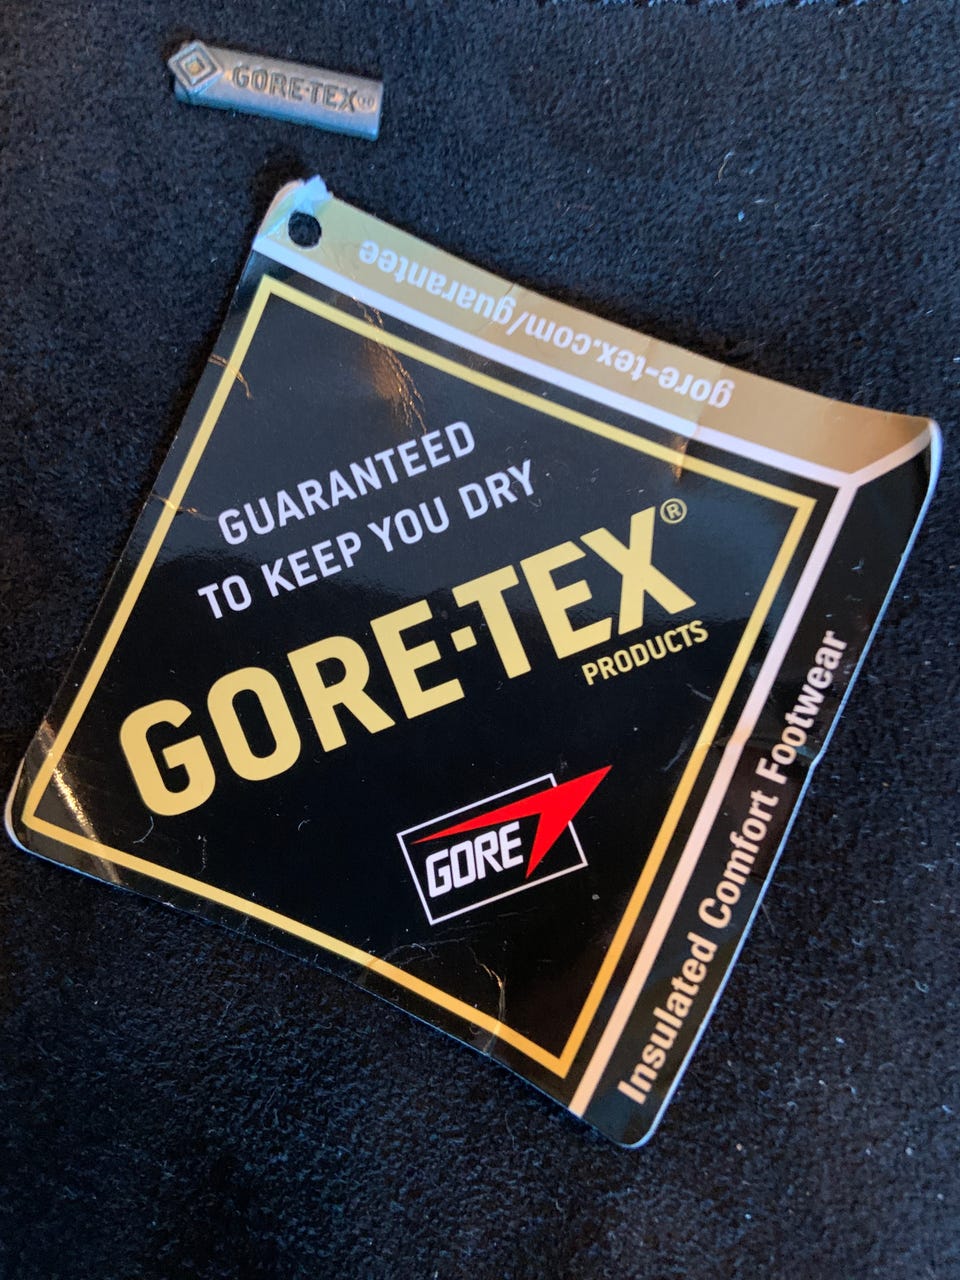 GORE-TEX
gore-tex.com/guarantee
GUARANTEED
TO KEEP YOU DRY
GORE-TEX®
PRODUCTS
GORE
Insulated Comfort Footwear